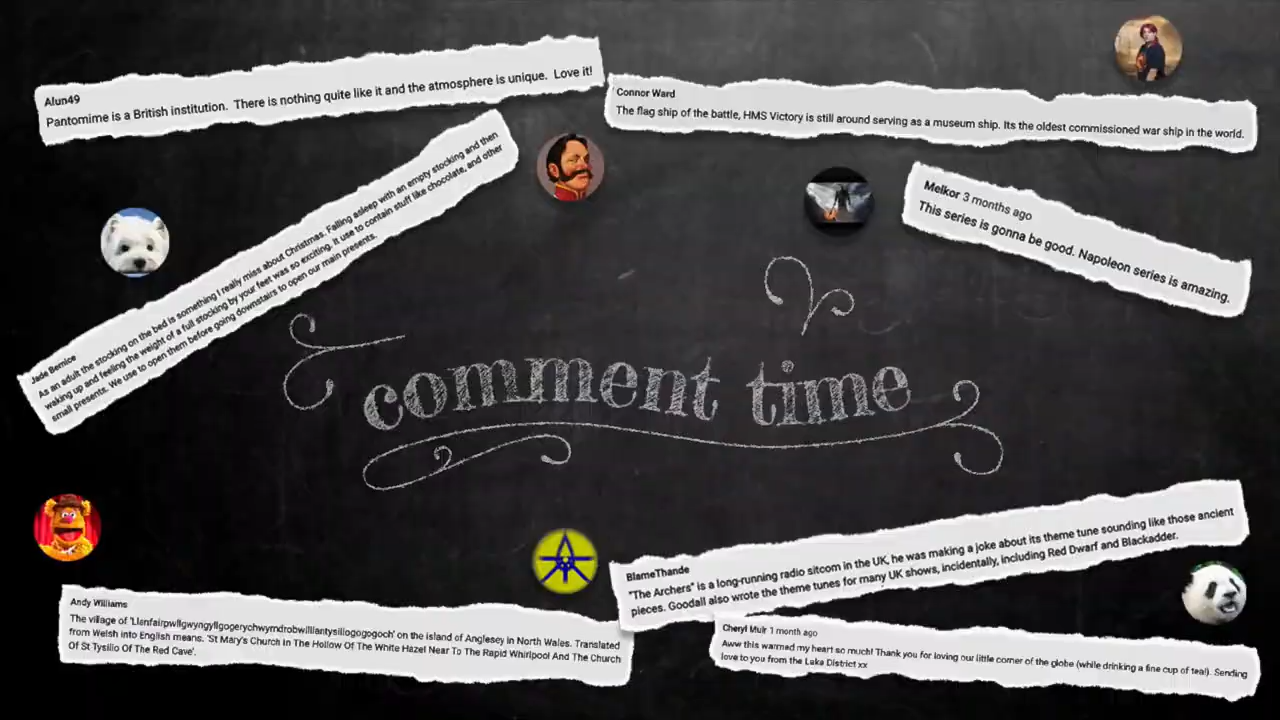 Alun49
Pantomime is a British institution. There is nothing quite like it and the atmosphere is unique. Love it!
Connor Ward
The flag ship of the battle, HMS Victory is still around serving as a museum ship. Its the oldest commissioned war ship in the world.
Jade Bernice
As an adult the stocking on the bed is something I really miss about Christmas. Falling asleep with an empty stocking and then
waking up and feeling the weight of a full stocking by your feet was so exciting. It use to contain stuff like chocolate, and other
small presents. We use to open them before going downstairs to open our main presents.
Melkor 3 months ago
This series is gonna be good. Napoleon series is amazing.
comment time
BlameThande
"The Archers" is a long-running radio sitcom in the UK, he was making a joke about its theme tune sounding like those ancient
pieces. Goodall also wrote the theme tunes for many UK shows, incidentally, including Red Dwarf and Blackadder.
Andy Williams
The village of 'Llanfairpwllgwyngyllgogerychwyrndrobwllllantysiliogogogoch' on the island of Anglesey in North Wales. Translated
from Welsh into English means. 'St Mary's Church In The Hollow Of The White Hazel Near To The Rapid Whirlpool And The Church
Of St Tysilio Of The Red Cave'.
Cheryl Muir 1 month ago
Aww this warmed my heart so much! Thank you for loving our little corner of the globe (while drinking a fine cup of tea!). Sending
love to you from the Lake District xx